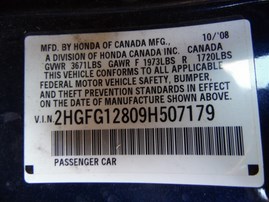 10/'08
MFD. BY HONDA OF CANADA MFG.,
A DIVISION OF HONDA CANADA INC. CANADA
GVWR 3671LBS GAWR F 1973LBS R 1720LBS
THIS VEHICLE CONFORMS TO ALL APPLICABLE
FEDERAL MOTOR VEHICLE SAFETY, BUMPER,
AND THEFT PREVENTION STANDARDS IN
EFFECT ON THE DATE OF MANUFACTURE
SHOWN ABOVE.
V.I.N. 2HGFG12809H507179
PASSENGER CAR